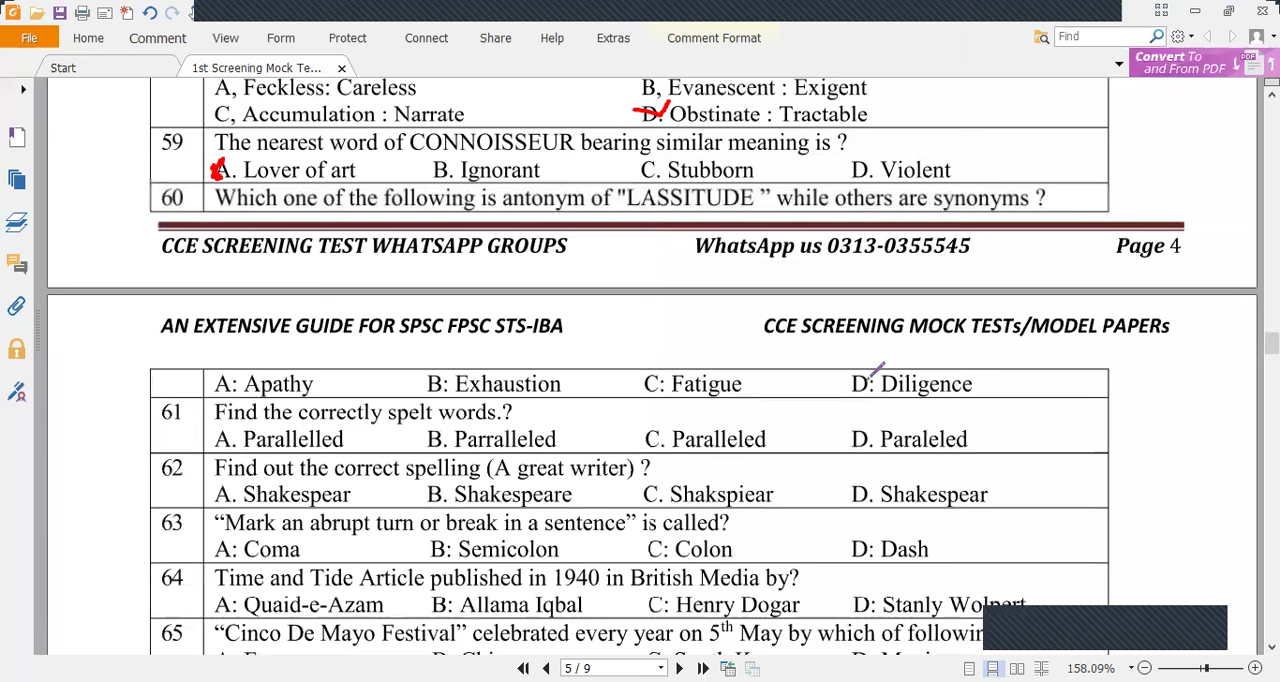 File Home Comment View Form Protect Connect Share Help Extras Comment Format Find
Start 1st Screening Mock Te... Convert To and From PDF
A, Feckless: Careless B, Evanescent : Exigent
C, Accumulation : Narrate D. Obstinate : Tractable
59 The nearest word of CONNOISSEUR bearing similar meaning is ?
A. Lover of art B. Ignorant C. Stubborn D. Violent
60 Which one of the following is antonym of "LASSITUDE ” while others are synonyms ?
CCE SCREENING TEST WHATSAPP GROUPS WhatsApp us 0313-0355545 Page 4
AN EXTENSIVE GUIDE FOR SPSC FPSC STS-IBA CCE SCREENING MOCK TESTs/MODEL PAPERs
A: Apathy B: Exhaustion C: Fatigue D: Diligence
61 Find the correctly spelt words.?
A. Parallelled B. Parralleled C. Paralleled D. Paraleled
62 Find out the correct spelling (A great writer) ?
A. Shakespear B. Shakespeare C. Shakspiear D. Shakespear
63 “Mark an abrupt turn or break in a sentence” is called?
A: Coma B: Semicolon C: Colon D: Dash
64 Time and Tide Article published in 1940 in British Media by?
A: Quaid-e-Azam B: Allama Iqbal C: Henry Dogar D: Stanly Wolpert
65 “Cinco De Mayo Festival” celebrated every year on 5th May by which of
5 / 9 158.09%